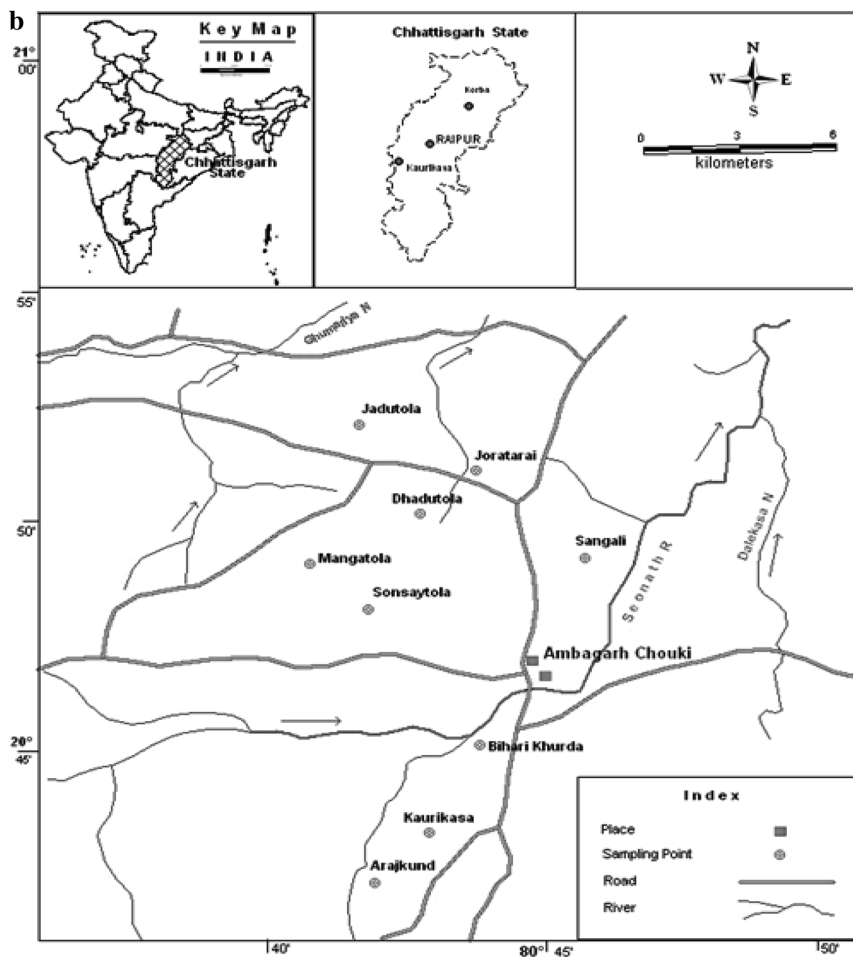 b
Key Map
INDIA
Chhattisgarh
State
Chhattisgarh State
Korba
RAIPUR
Kaurikasa
N
W E
S
0 3 6
kilometers
21°
00'
55'
50'
20°
45'
Ghumariya N
Jadutola
Joratarai
Dhadutola
Mangatola
Sangali
Sonsaytola
Seonath R
Dalekasa N
Ambagarh Chouki
Bihari Khurda
Kaurikasa
Arajkund
Index
Place
Sampling Point
Road
River
40' 80° 45' 50'